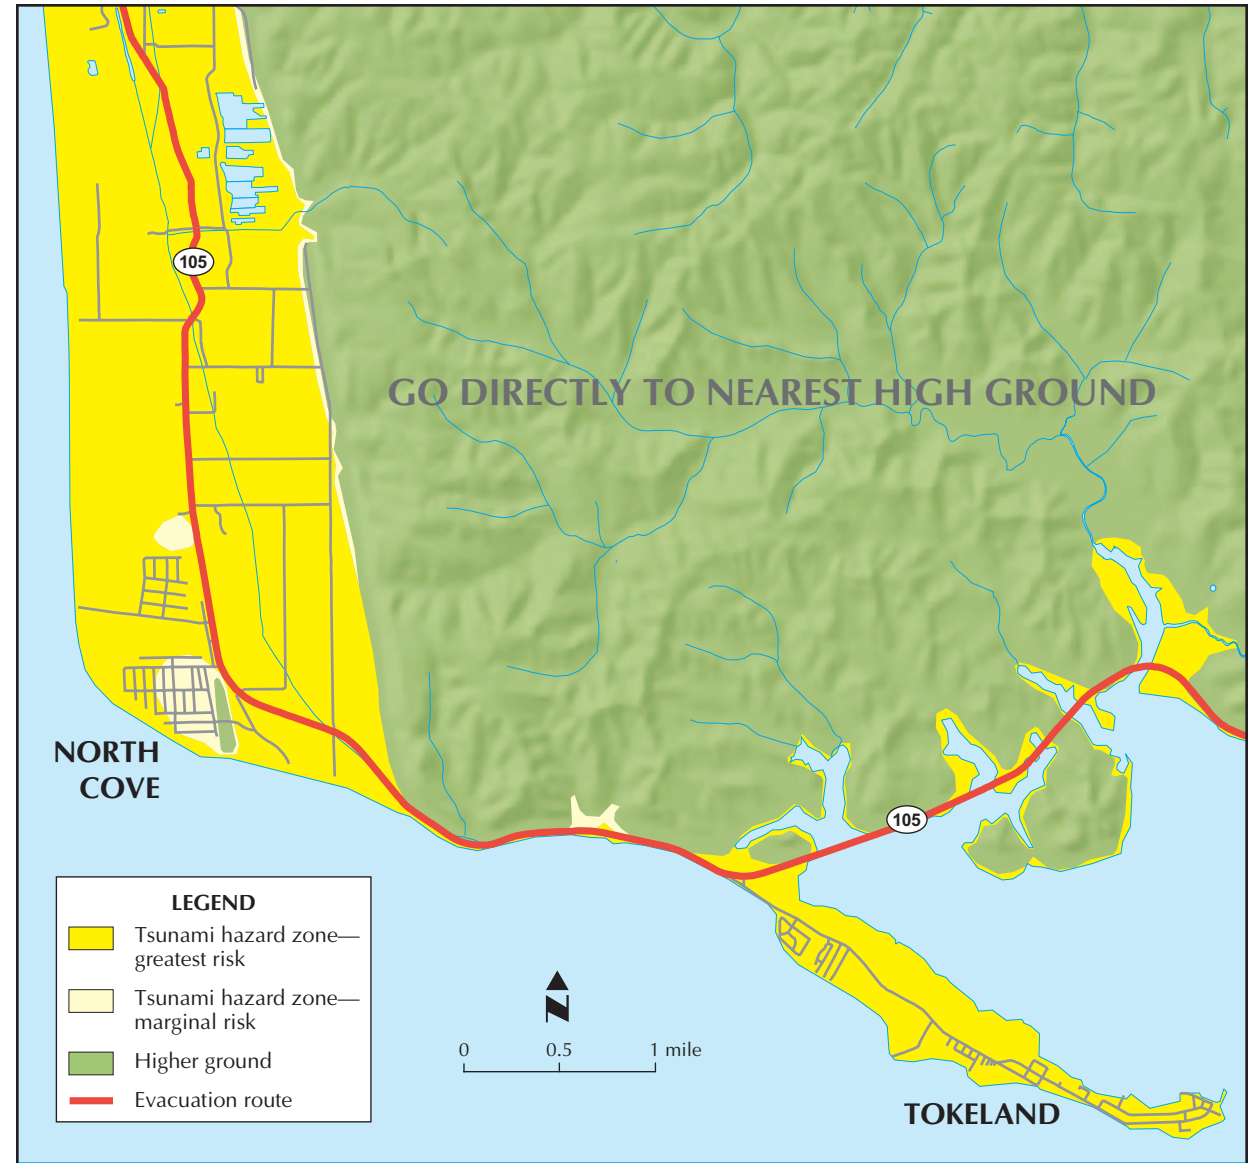 105
GO DIRECTLY TO NEAREST HIGH GROUND
NORTH
COVE
105
LEGEND
Tsunami hazard zone—
greatest risk
Tsunami hazard zone—
marginal risk
Higher ground
Evacuation route
N
0 0.5 1 mile
TOKELAND